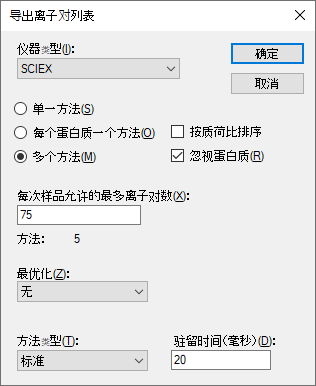 导出离子对列表
仪器类型(I):
SCIEX
确定
取消
单一方法(S)
每个蛋白质一个方法(O)
按质荷比排序
多个方法(M)
忽视蛋白质(R)
每次样品允许的最多离子对数(X):
75
方法: 5
最优化(Z):
无
方法类型(T):
驻留时间(毫秒)(D):
标准
20